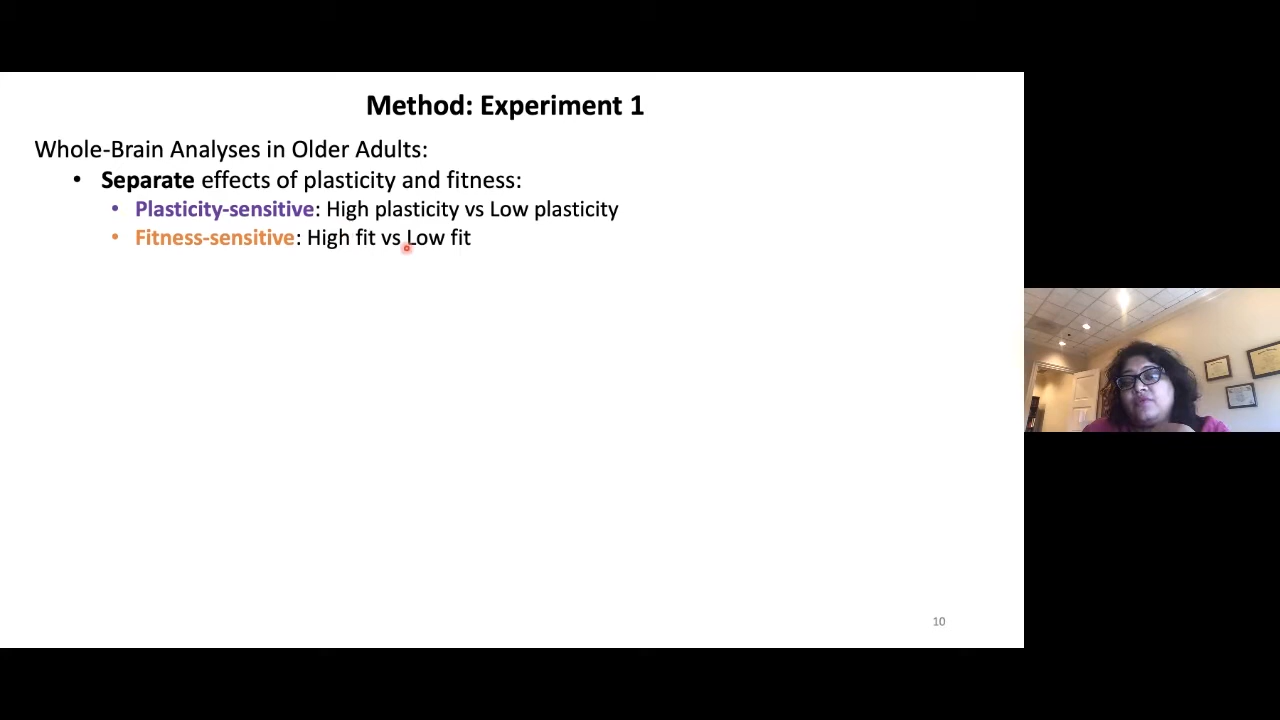 Method: Experiment 1
Whole-Brain Analyses in Older Adults:
• Separate effects of plasticity and fitness:
• Plasticity-sensitive: High plasticity vs Low plasticity
• Fitness-sensitive: High fit vs Low fit
10